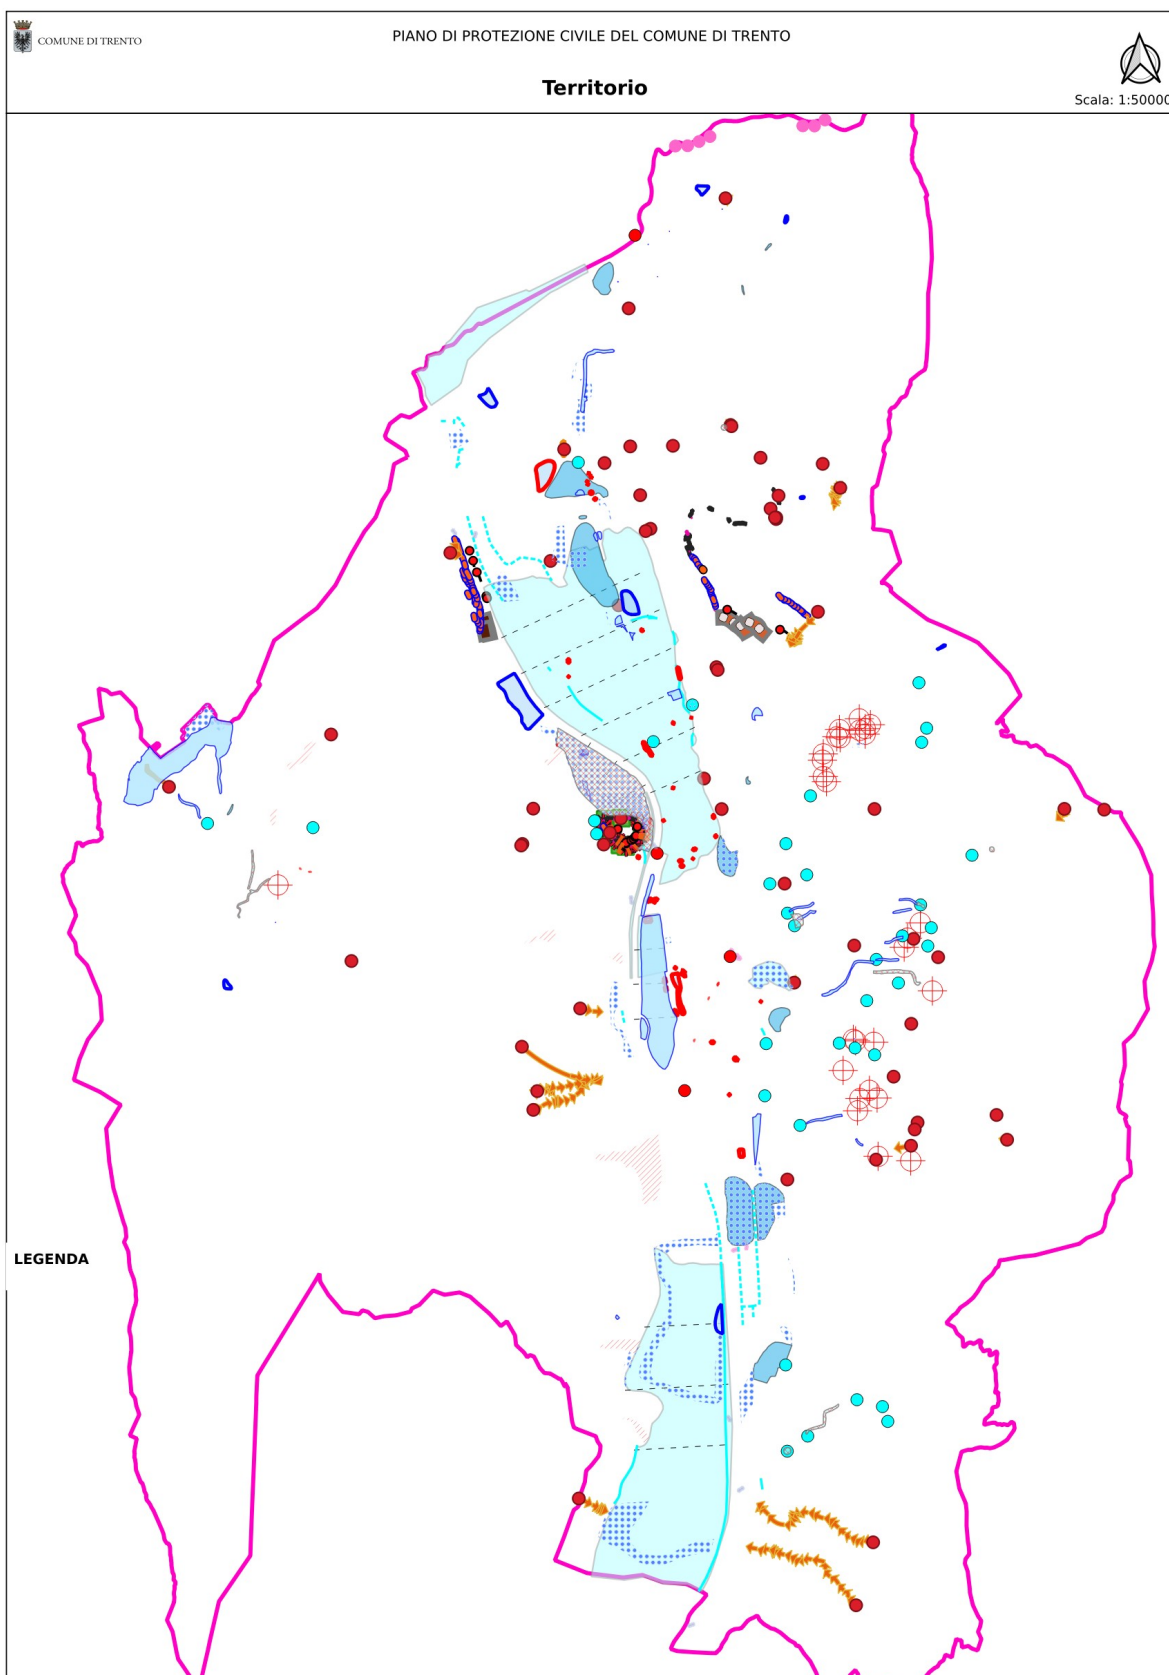 COMUNE DI TRENTO
PIANO DI PROTEZIONE CIVILE DEL COMUNE DI TRENTO
Territorio
Scala: 1:50000
LEGENDA